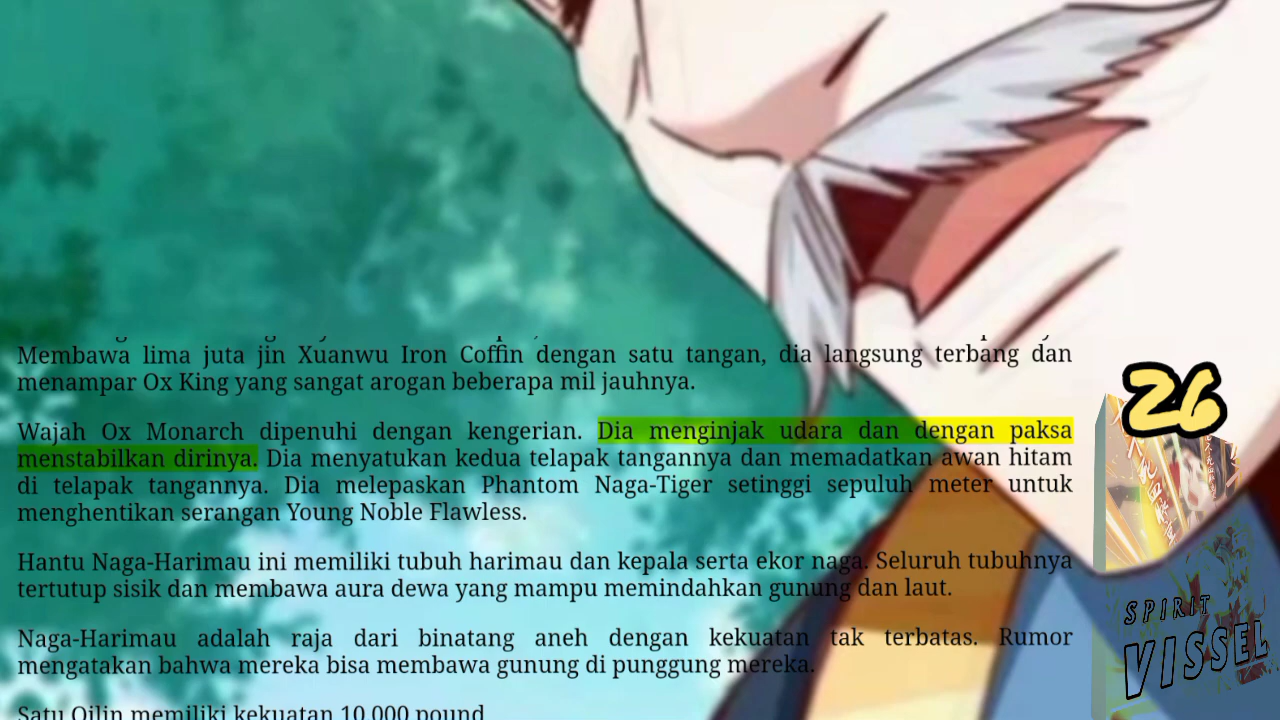 Membawa lima juta jin Xuanwu Iron Coffin dengan satu tangan, dia langsung terbang dan
menampar Ox King yang sangat arogan beberapa mil jauhnya.
Wajah Ox Monarch dipenuhi dengan kengerian. Dia menginjak udara dan dengan paksa
menstabilkan dirinya. Dia menyatukan kedua telapak tangannya dan memadatkan awan hitam
di telapak tangannya. Dia melepaskan Phantom Naga-Tiger setinggi sepuluh meter untuk
menghentikan serangan Young Noble Flawless.
Hantu Naga-Harimau ini memiliki tubuh harimau dan kepala serta ekor naga. Seluruh tubuhnya
tertutup sisik dan membawa aura dewa yang mampu memindahkan gunung dan laut.
Naga-Harimau adalah raja dari binatang aneh dengan kekuatan tak terbatas. Rumor
mengatakan bahwa mereka bisa membawa gunung di punggung mereka.
Satu Qilin memiliki kekuatan 10.000 pound
26
SPIRIT
VISSEL